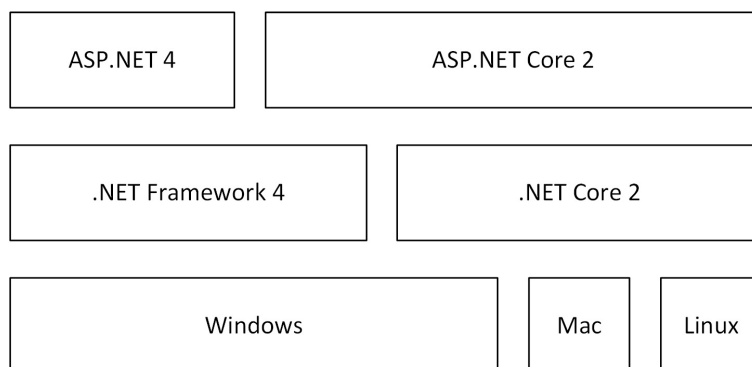 ASP.NET 4
ASP.NET Core 2
.NET Framework 4
.NET Core 2
Windows
Mac
Linux